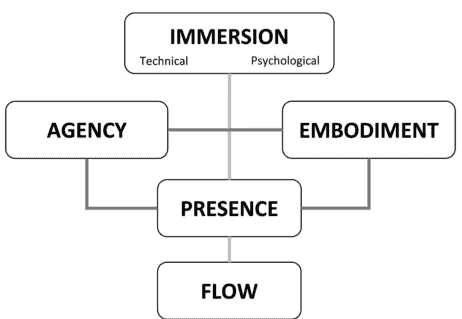 IMMERSION
Technical Psychological
AGENCY
EMBODIMENT
PRESENCE
FLOW